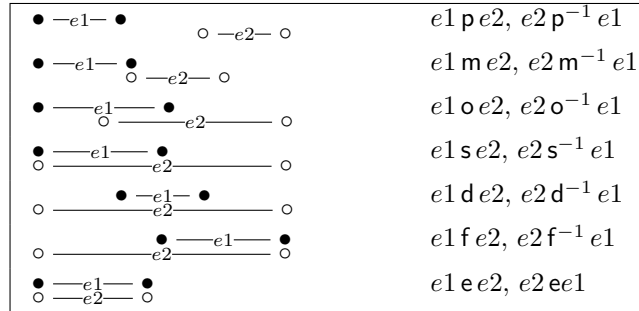 e1 e2 e1 p e2, e2 p⁻¹ e1
e1 e2 e1 m e2, e2 m⁻¹ e1
e1 e2 e1 o e2, e2 o⁻¹ e1
e1 e2 e1 s e2, e2 s⁻¹ e1
e1 e2 e1 d e2, e2 d⁻¹ e1
e1 e2 e1 f e2, e2 f⁻¹ e1
e1 e2 e1 e e2, e2 ee1